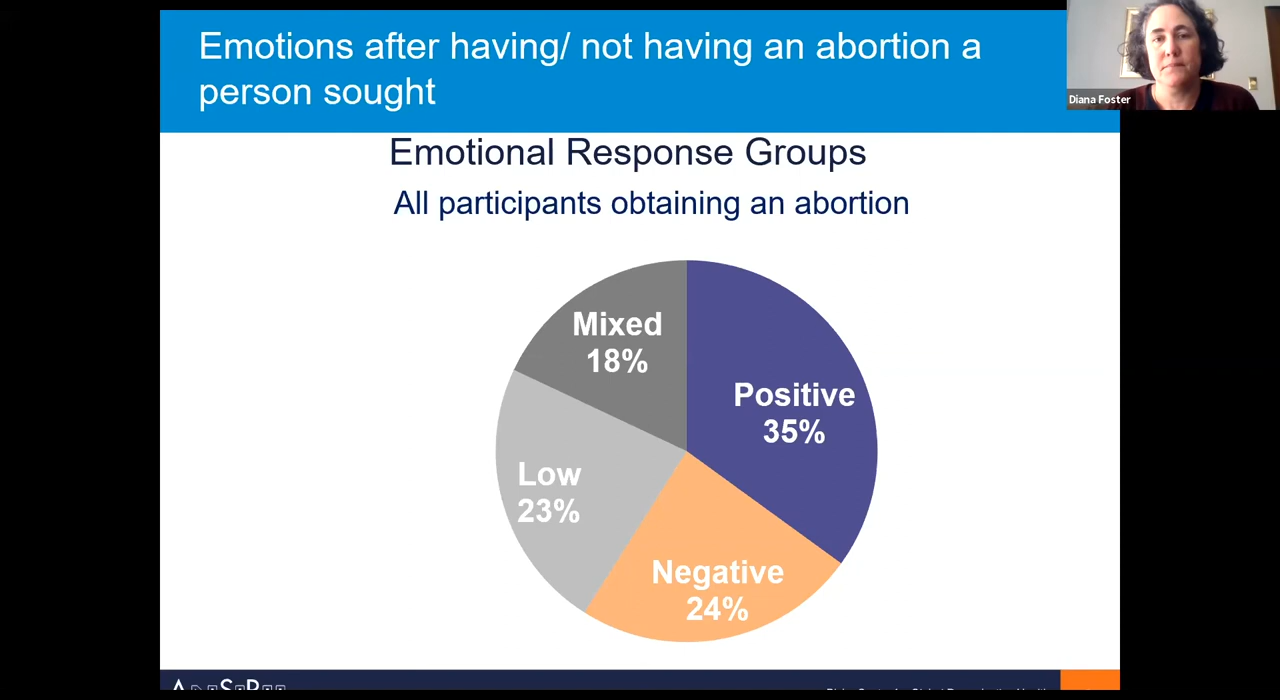 Emotions after having/ not having an abortion a
person sought
Diana Foster
Emotional Response Groups
All participants obtaining an abortion
Mixed
18%
Positive
35%
Low
23%
Negative
24%